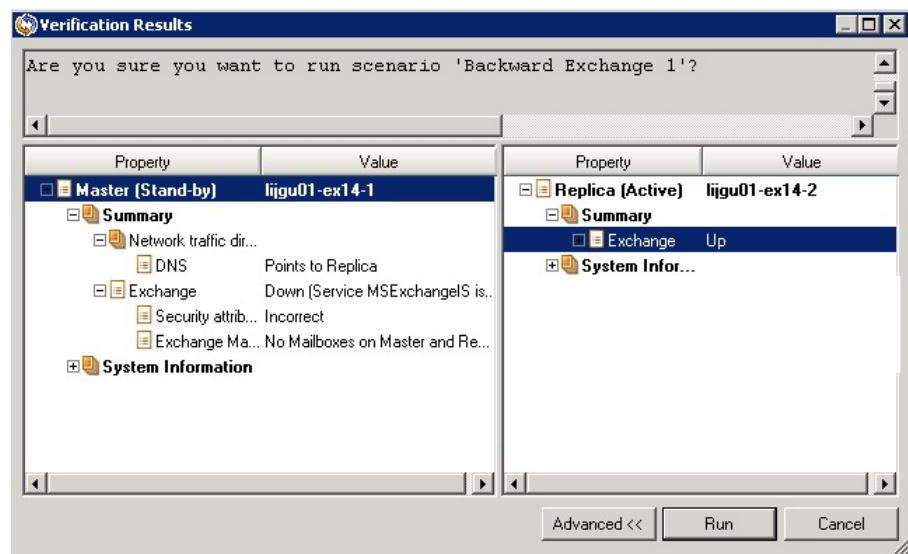 Verification Results
Are you sure you want to run scenario 'Backward Exchange 1'?
Property Value
Master (Stand-by) lijgu01-ex14-1
Summary
Network traffic dir...
DNS Points to Replica
Exchange Down (Service MSExchangeIS is..
Security attrib... Incorrect
Exchange Ma... No Mailboxes on Master and Re...
System Information
Property Value
Replica (Active) lijgu01-ex14-2
Summary
Exchange Up
System Infor...
Advanced << Run Cancel